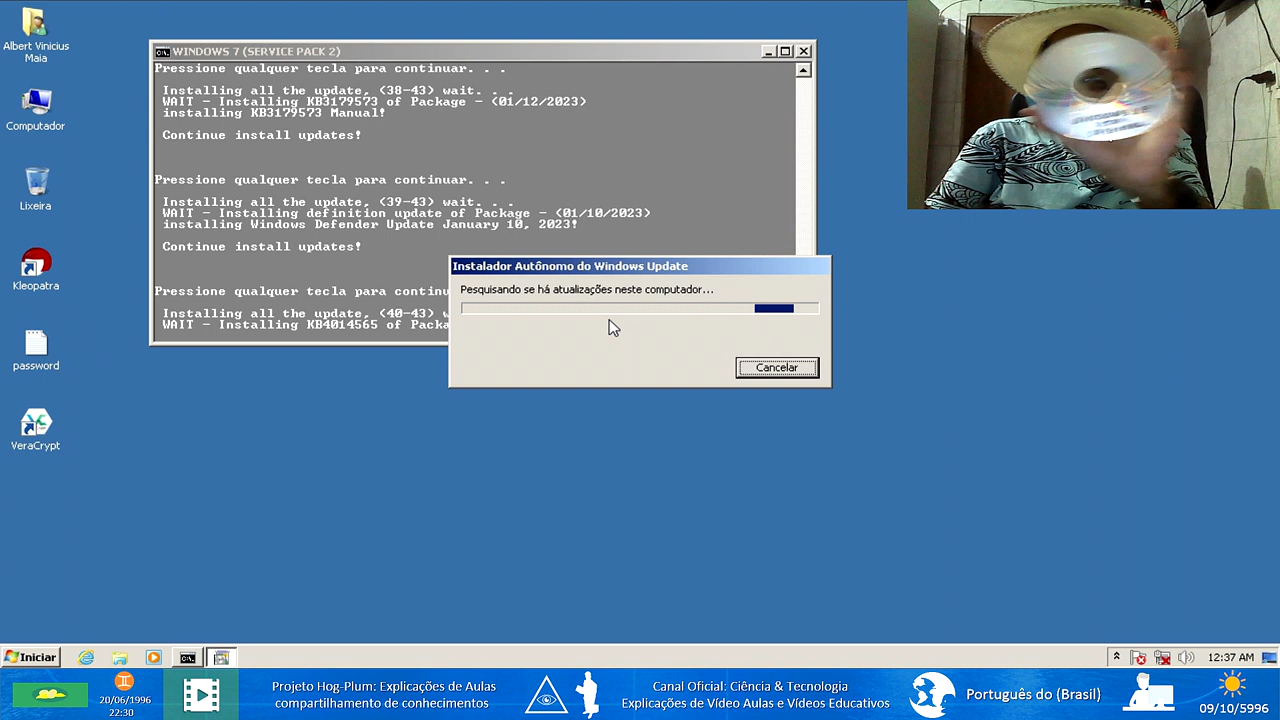 Albert Vinicius
Maia
Computador
Lixeira
Kleopatra
password
VeraCrypt
WINDOWS 7 (SERVICE PACK 2)
Pressione qualquer tecla para continuar. . .
Installing all the update, (38-43) wait. . .
WAIT - Installing KB3179573 of Package - (01/12/2023)
installing KB3179573 Manual!
Continue install updates!
Pressione qualquer tecla para continuar. . .
Installing all the update, (39-43) wait. . .
WAIT - Installing definition update of Package - (01/10/2023)
installing Windows Defender Update January 10, 2023!
Continue install updates!
Pressione qualquer tecla para continu
Installing all the update, (40-43) w
WAIT - Installing KB4014565 of Packa
Instalador Autônomo do Windows Update
Pesquisando se há atualizações neste computador...
Cancelar
Iniciar
12:37 AM
20/06/1996
22:30
Projeto Hog-Plum: Explicações de Aulas
compartilhamento de conhecimentos
Canal Oficial: Ciência & Tecnologia
Explicações de Vídeo Aulas e Vídeos Educativos
Português do (Brasil)
09/10/5996